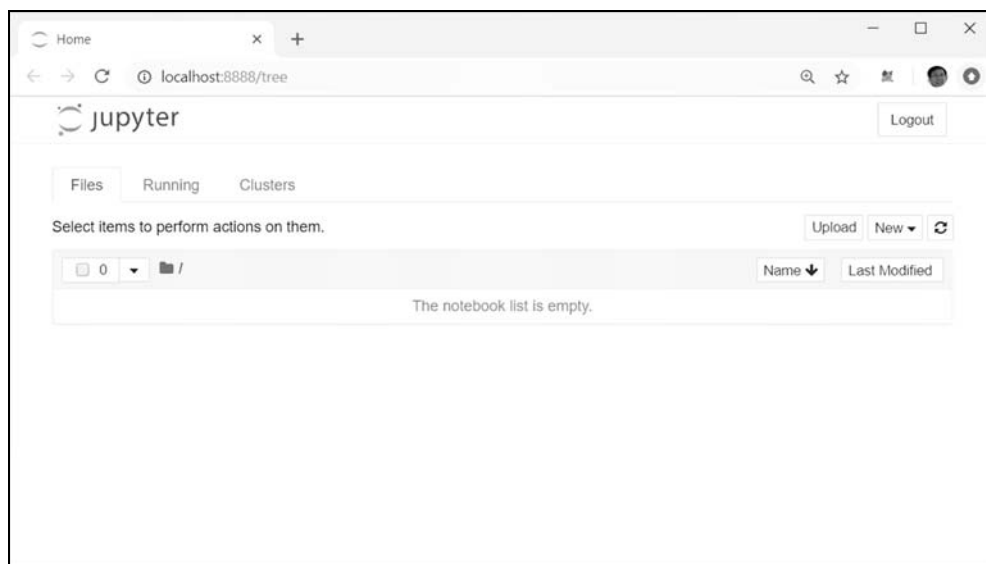 Home
localhost:8888/tree
jupyter
Logout
Files Running Clusters
Select items to perform actions on them.
Upload New
0 /
Name Last Modified
The notebook list is empty.